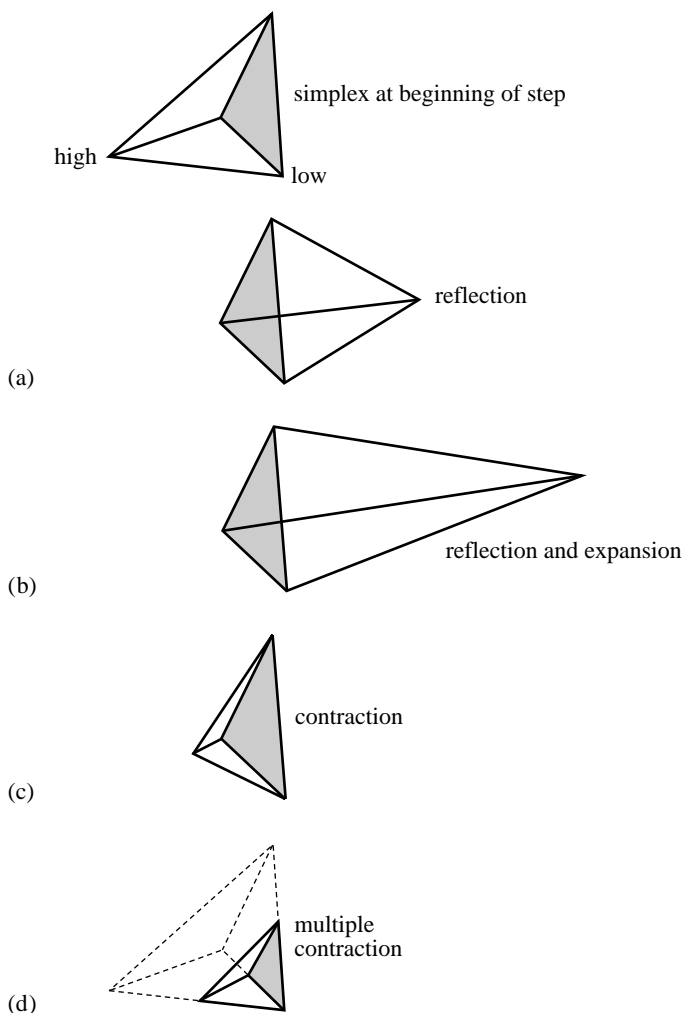 simplex at beginning of step
high
low
reflection
(a)
reflection and expansion
(b)
contraction
(c)
multiple
contraction
(d)